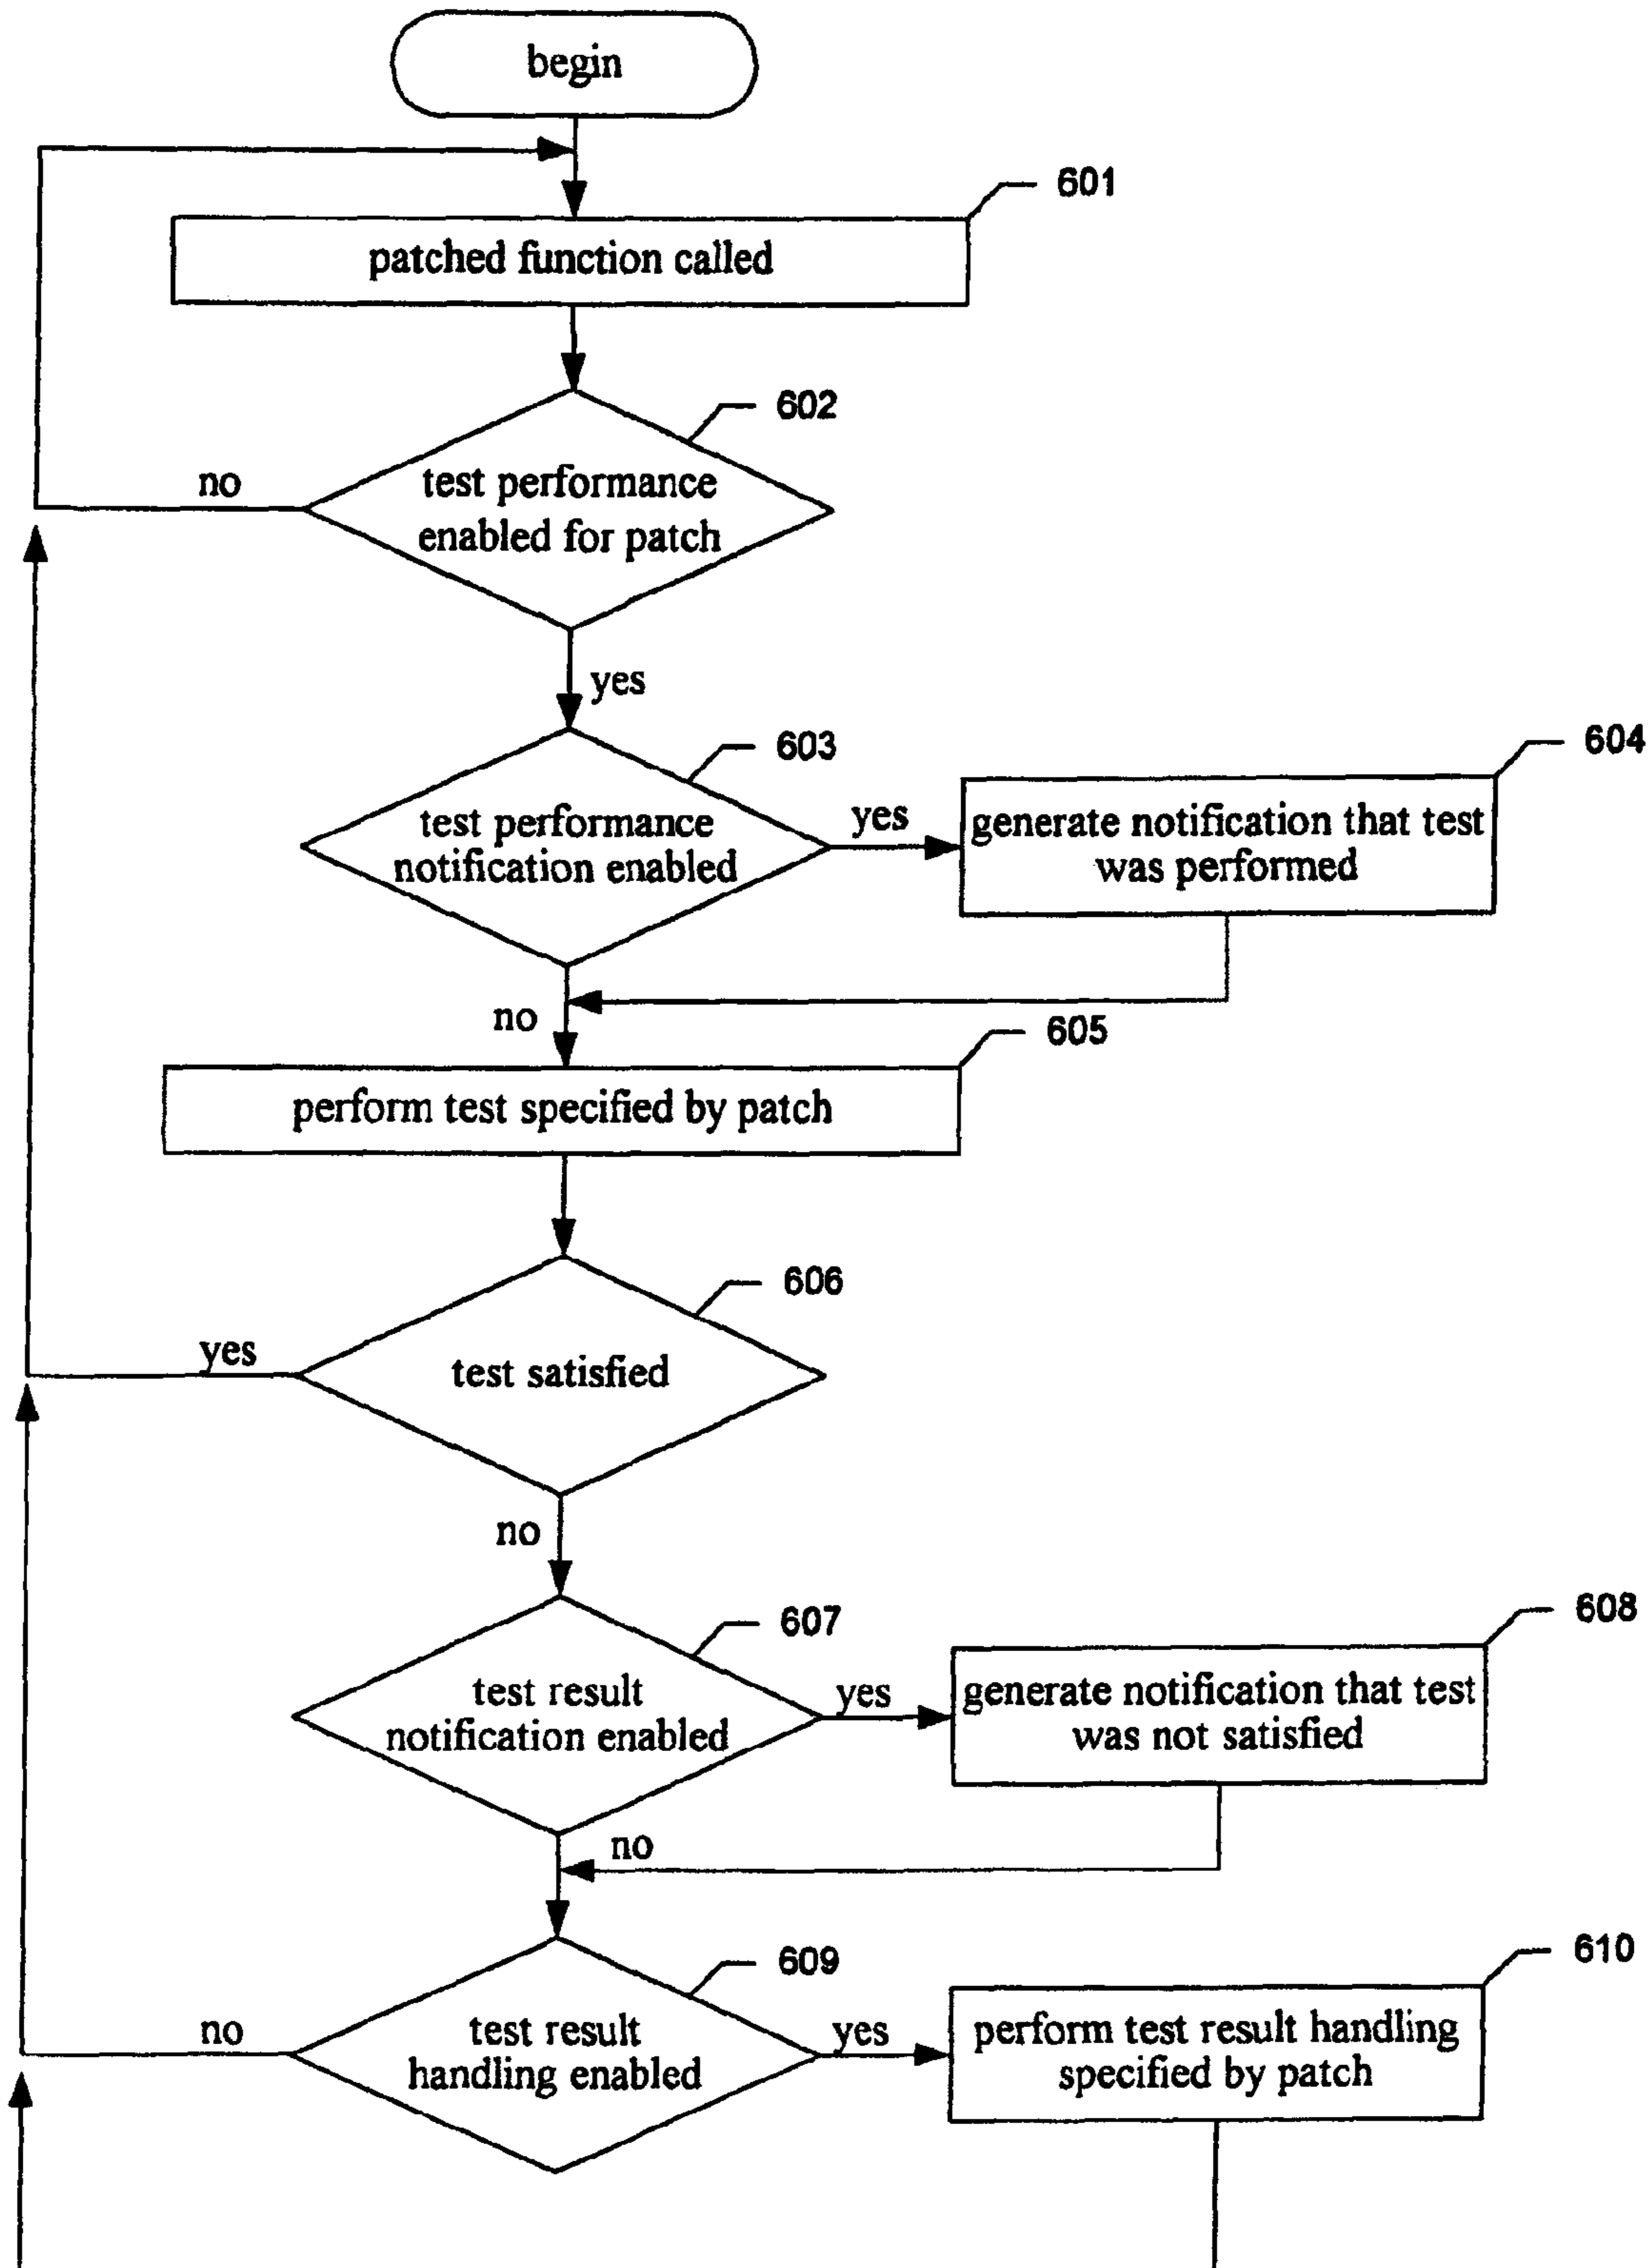 begin
601
patched function called
602
no
test performance
enabled for patch
yes
603
604
test performance
notification enabled
yes
generate notification that test
was performed
no
605
perform test specified by patch
606
yes
test satisfied
no
607
608
test result
notification enabled
yes
generate notification that test
was not satisfied
no
609
610
no
test result
handling enabled
yes
perform test result handling
specified by patch